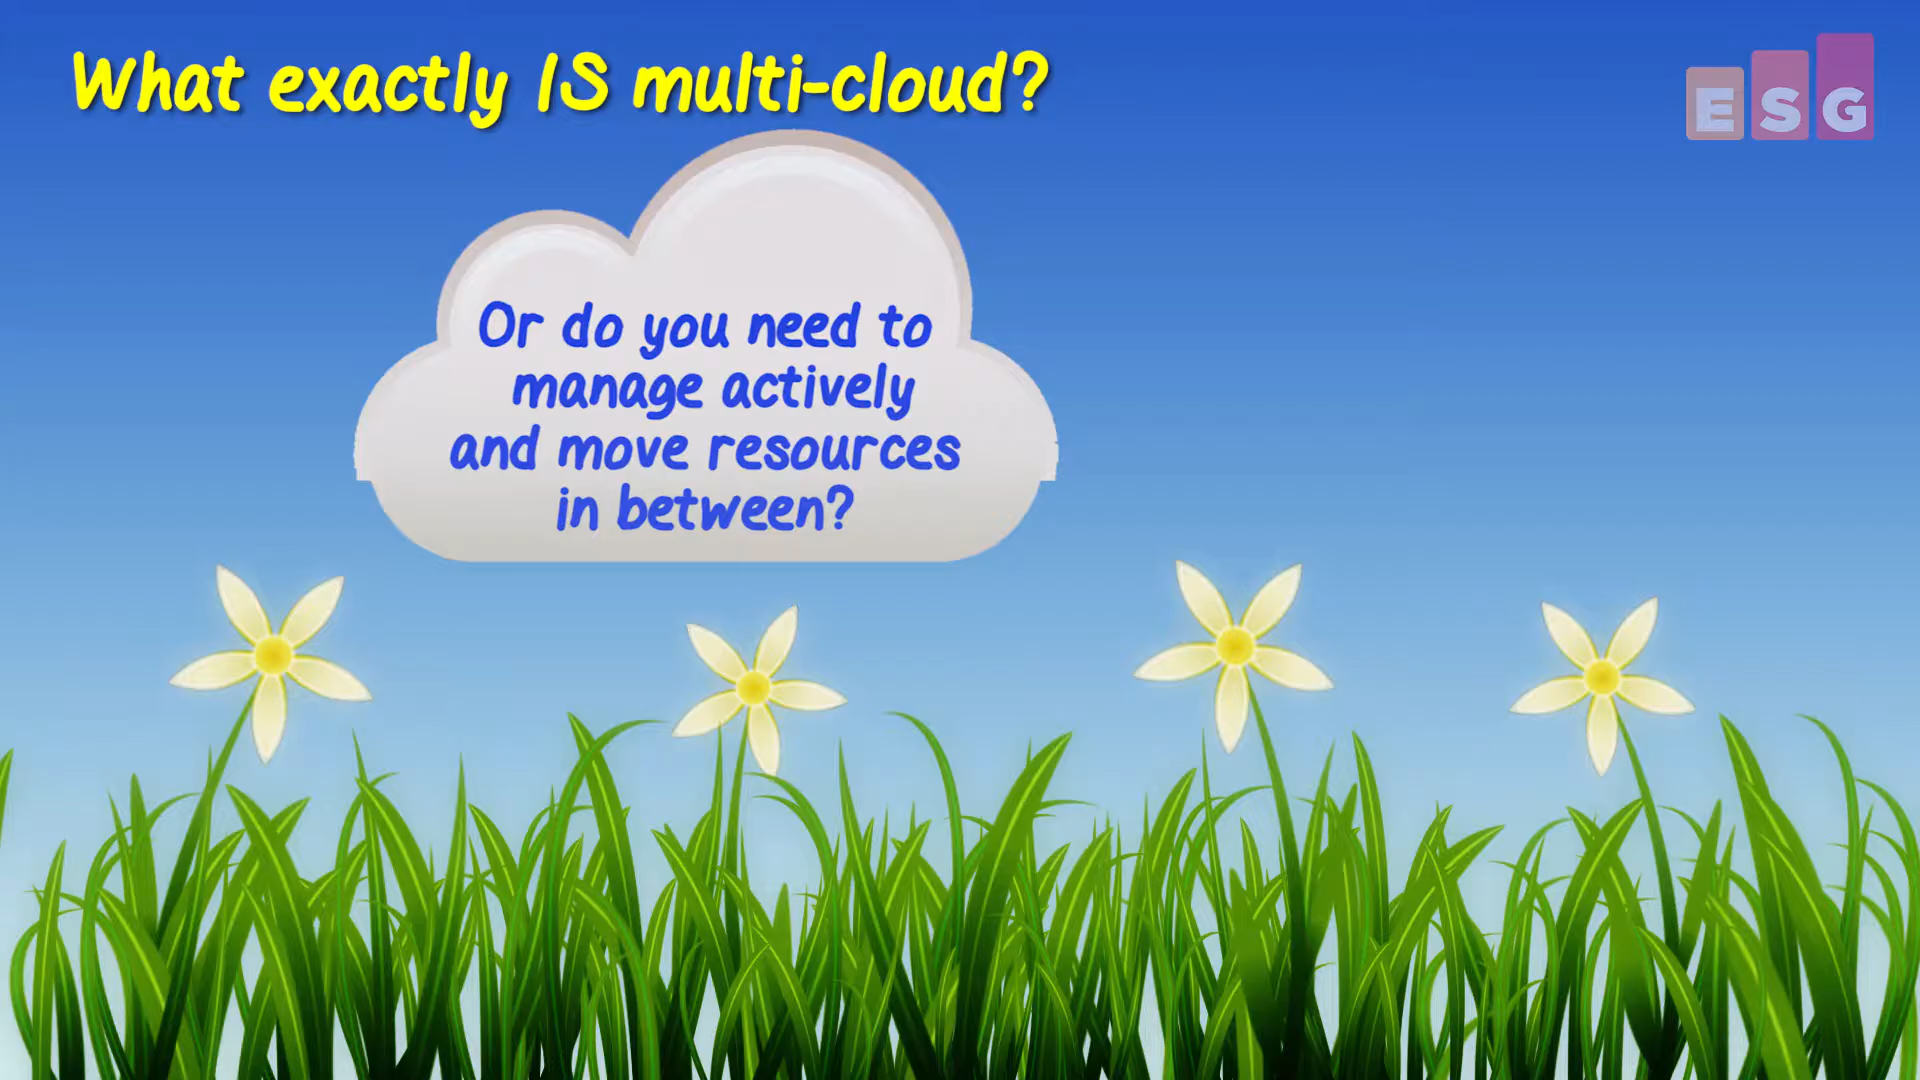 What exactly IS multi-cloud?
ESG
Or do you need to
manage actively
and move resources
in between?